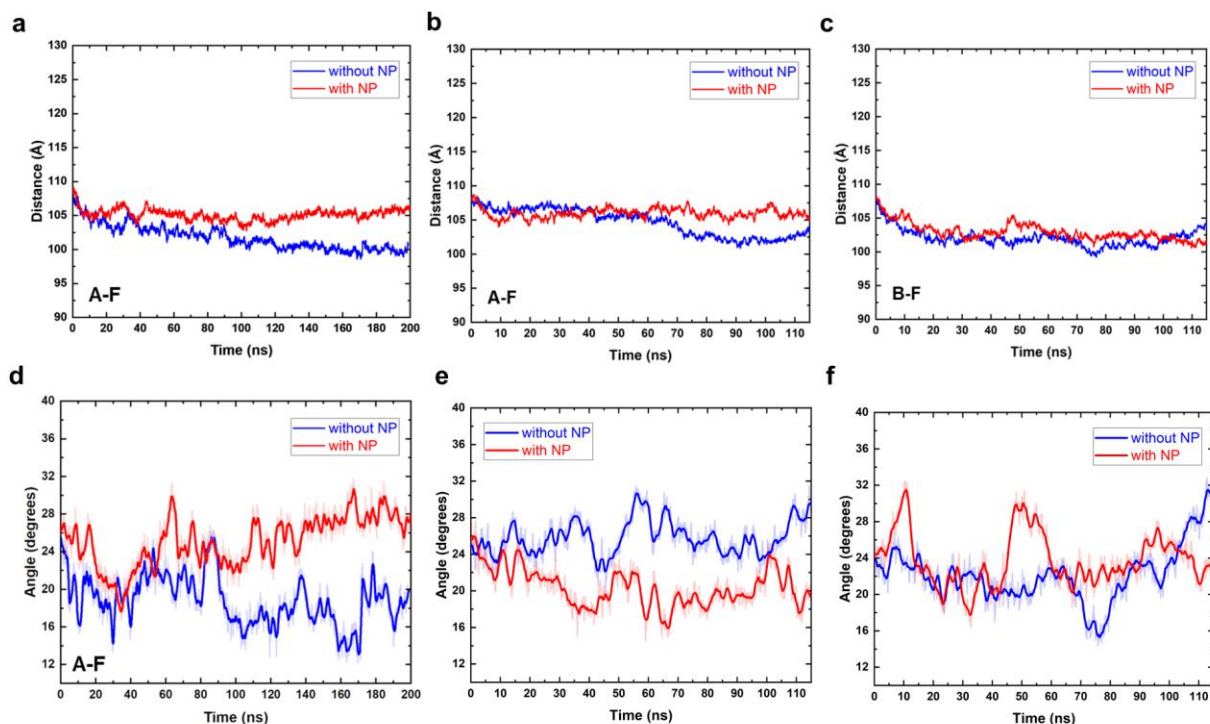 a
130
125
120
115
110
105
100
95
90
Distance (Å)
without NP
with NP
A-F
0 20 40 60 80 100 120 140 160 180 200
Time (ns)
b
130
125
120
115
110
105
100
95
90
Distance (Å)
without NP
with NP
A-F
0 10 20 30 40 50 60 70 80 90 100 110
Time (ns)
c
130
125
120
115
110
105
100
95
90
Distance (Å)
without NP
with NP
B-F
0 10 20 30 40 50 60 70 80 90 100 110
Time (ns)
d
40
36
32
28
24
20
16
12
Angle (degrees)
without NP
with NP
A-F
0 20 40 60 80 100 120 140 160 180 200
Time (ns)
e
40
36
32
28
24
20
16
12
Angle (degrees)
without NP
with NP
0 10 20 30 40 50 60 70 80 90 100 110
Time (ns)
f
40
36
32
28
24
20
16
12
Angle (degrees)
without NP
with NP
0 10 20 30 40 50 60 70 80 90 100 110
Time (ns)